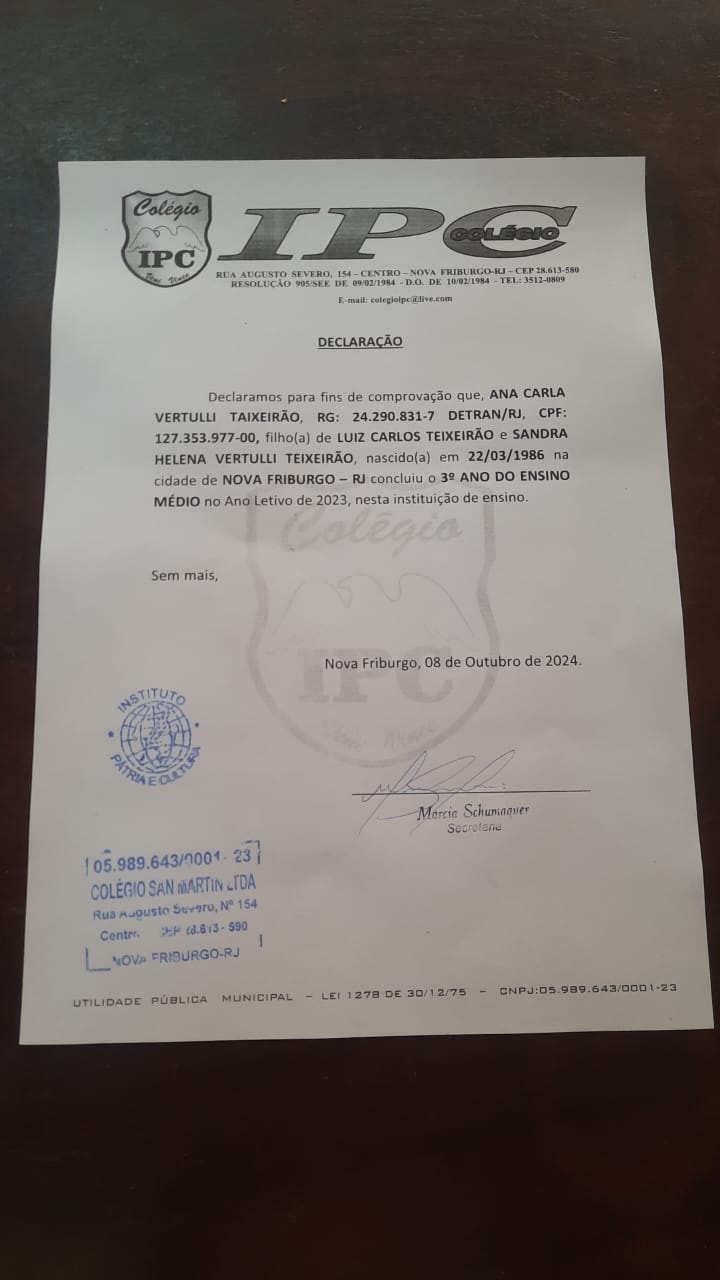 Colégio
IPC
IPC
COLÉGIO
RUA AUGUSTO SEVERO, 154 – CENTRO – NOVA FRIBURGO-RJ – CEP 28.613-580
RESOLUÇÃO 905/SEE DE 09/02/1984 - D.O. DE 10/02/1984 - TEL: 3512-0809
E-mail: colegioipc@live.com
DECLARAÇÃO
Declaramos para fins de comprovação que, ANA CARLA
VERTULLI TAIXEIRÃO, RG: 24.290.831-7 DETRAN/RJ, CPF:
127.353.977-00, filho(a) de LUIZ CARLOS TEIXEIRÃO e SANDRA
HELENA VERTULLI TEIXEIRÃO, nascido(a) em 22/03/1986 na
cidade de NOVA FRIBURGO – RJ concluiu o 3º ANO DO ENSINO
MÉDIO no Ano Letivo de 2023, nesta instituição de ensino.
Colégio
IPC
Sem mais,
Nova Friburgo, 08 de Outubro de 2024.
INSTITUTO
PÁTRIA E CULTURA
Marcia Schumaquer
Secretaria
05.989.643/0001-23
COLÉGIO SAN MARTIN LTDA
Rua Augusto Severo, Nº 154
Centro CEP 28.613-590
NOVA FRIBURGO-RJ
UTILIDADE PÚBLICA MUNICIPAL – LEI 1278 DE 30/12/75 – CNPJ:05.989.643/0001-23